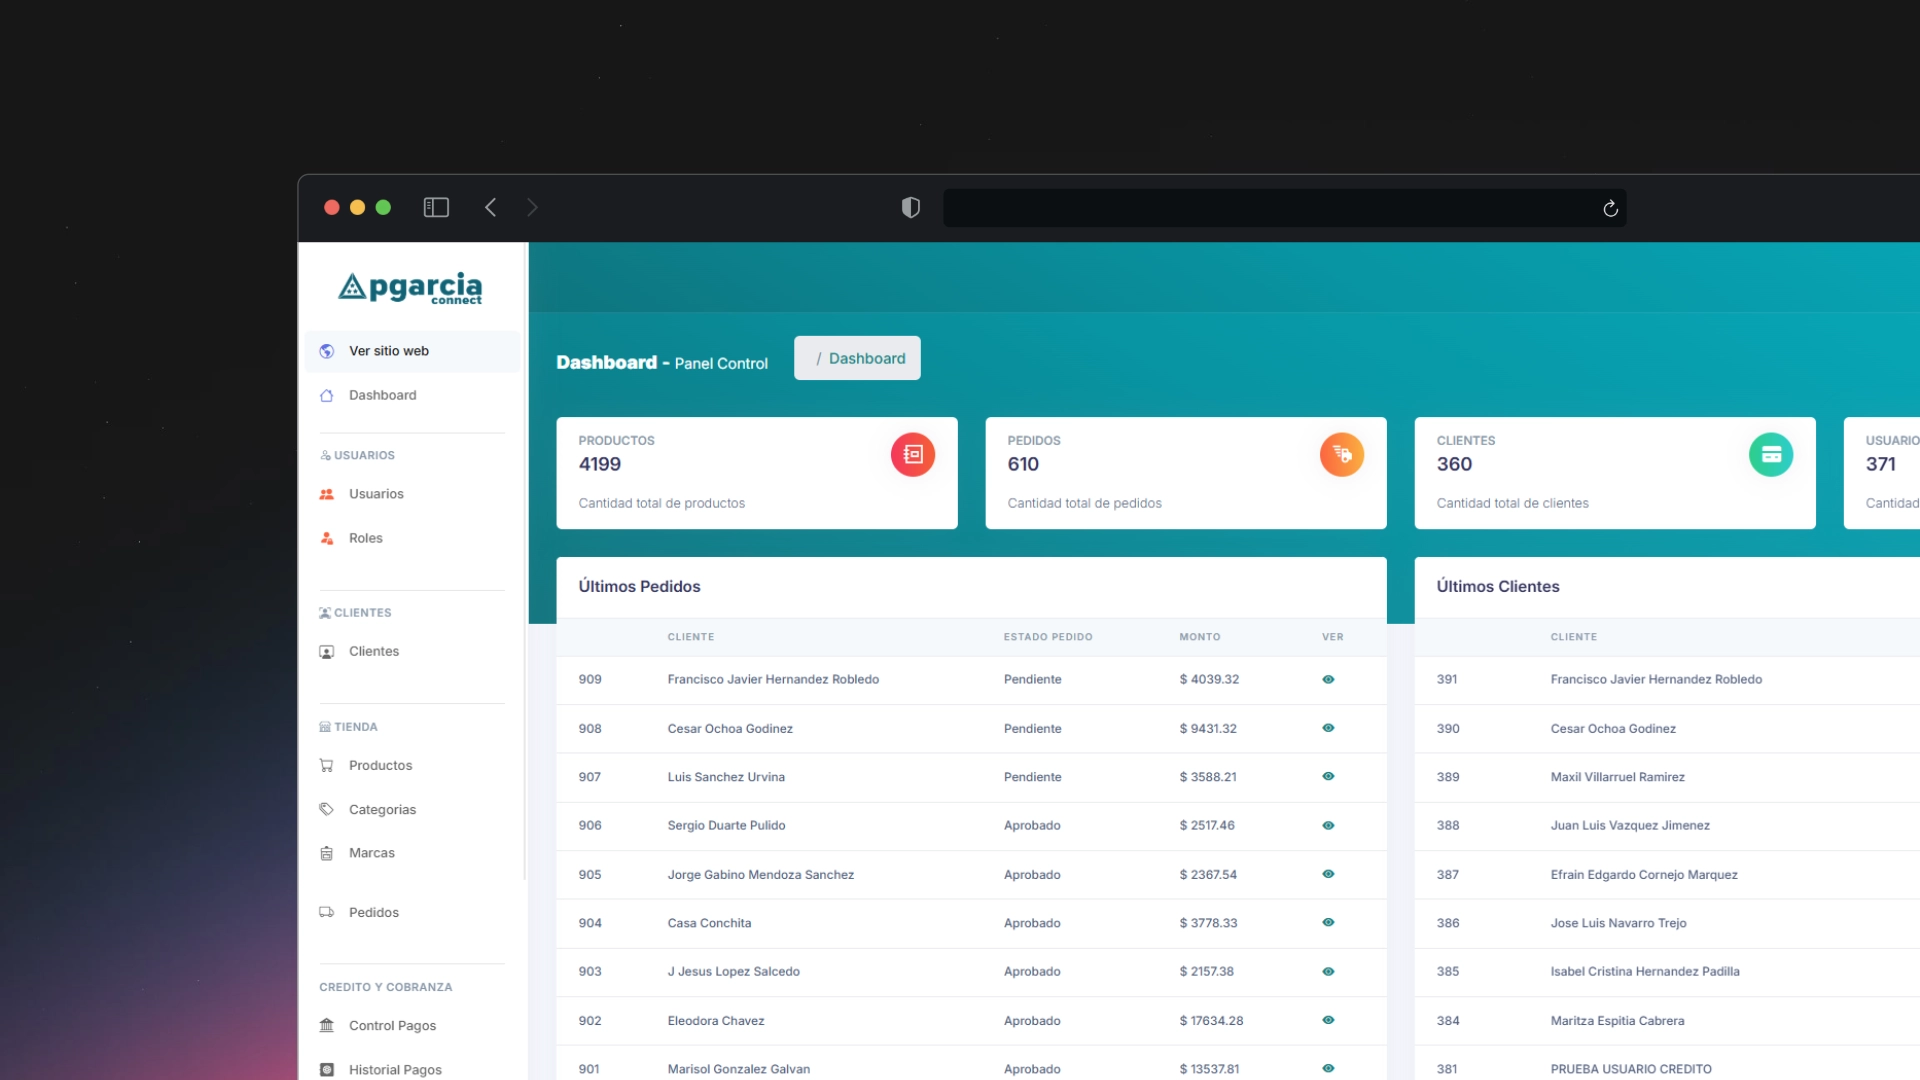 pgarcia
connect
Ver sitio web
Dashboard
USUARIOS
Usuarios
Roles
CLIENTES
Clientes
TIENDA
Productos
Categorias
Marcas
Pedidos
CREDITO Y COBRANZA
Control Pagos
Historial Pagos
Dashboard - Panel Control
/ Dashboard
PRODUCTOS
4199
Cantidad total de productos
PEDIDOS
610
Cantidad total de pedidos
CLIENTES
360
Cantidad total de clientes
USUARIO
371
Cantidad
Últimos Pedidos
CLIENTE ESTADO PEDIDO MONTO VER
909 Francisco Javier Hernandez Robledo Pendiente $ 4039.32
908 Cesar Ochoa Godinez Pendiente $ 9431.32
907 Luis Sanchez Urvina Pendiente $ 3588.21
906 Sergio Duarte Pulido Aprobado $ 2517.46
905 Jorge Gabino Mendoza Sanchez Aprobado $ 2367.54
904 Casa Conchita Aprobado $ 3778.33
903 J Jesus Lopez Salcedo Aprobado $ 2157.38
902 Eleodora Chavez Aprobado $ 17634.28
901 Marisol Gonzalez Galvan Aprobado $ 13537.81
Últimos Clientes
CLIENTE
391 Francisco Javier Hernandez Robledo
390 Cesar Ochoa Godinez
389 Maxil Villarruel Ramirez
388 Juan Luis Vazquez Jimenez
387 Efrain Edgardo Cornejo Marquez
386 Jose Luis Navarro Trejo
385 Isabel Cristina Hernandez Padilla
384 Maritza Espitia Cabrera
381 PRUEBA USUARIO CREDITO